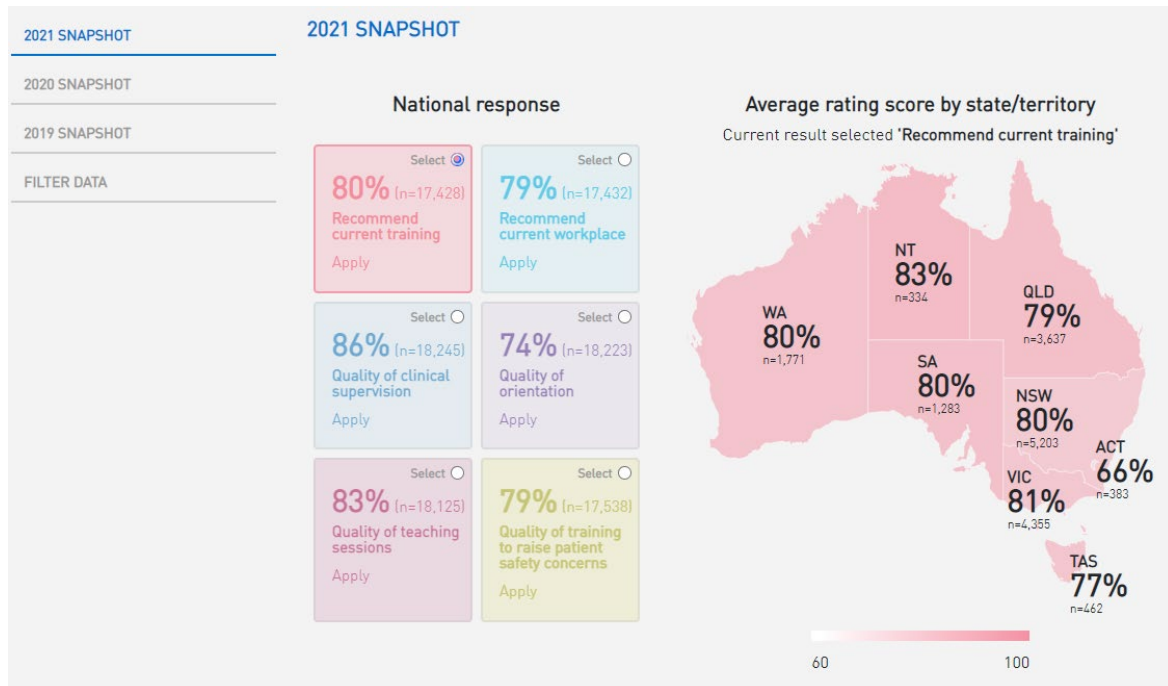 2021 SNAPSHOT
2020 SNAPSHOT
2019 SNAPSHOT
FILTER DATA
2021 SNAPSHOT
National response
Select
80% (n=17,428)
Recommend
current training
Apply
Select
79% (n=17,432)
Recommend
current workplace
Apply
Select
86% (n=18,245)
Quality of clinical
supervision
Apply
Select
74% (n=18,223)
Quality of
orientation
Apply
Select
83% (n=18,125)
Quality of teaching
sessions
Apply
Select
79% (n=17,538)
Quality of training
to raise patient
safety concerns
Apply
Average rating score by state/territory
Current result selected 'Recommend current training'
NT
83%
n=334
QLD
79%
n=3,637
WA
80%
n=1,771
SA
80%
n=1,283
NSW
80%
n=5,203
ACT
66%
n=383
VIC
81%
n=4,355
TAS
77%
n=462
60
100